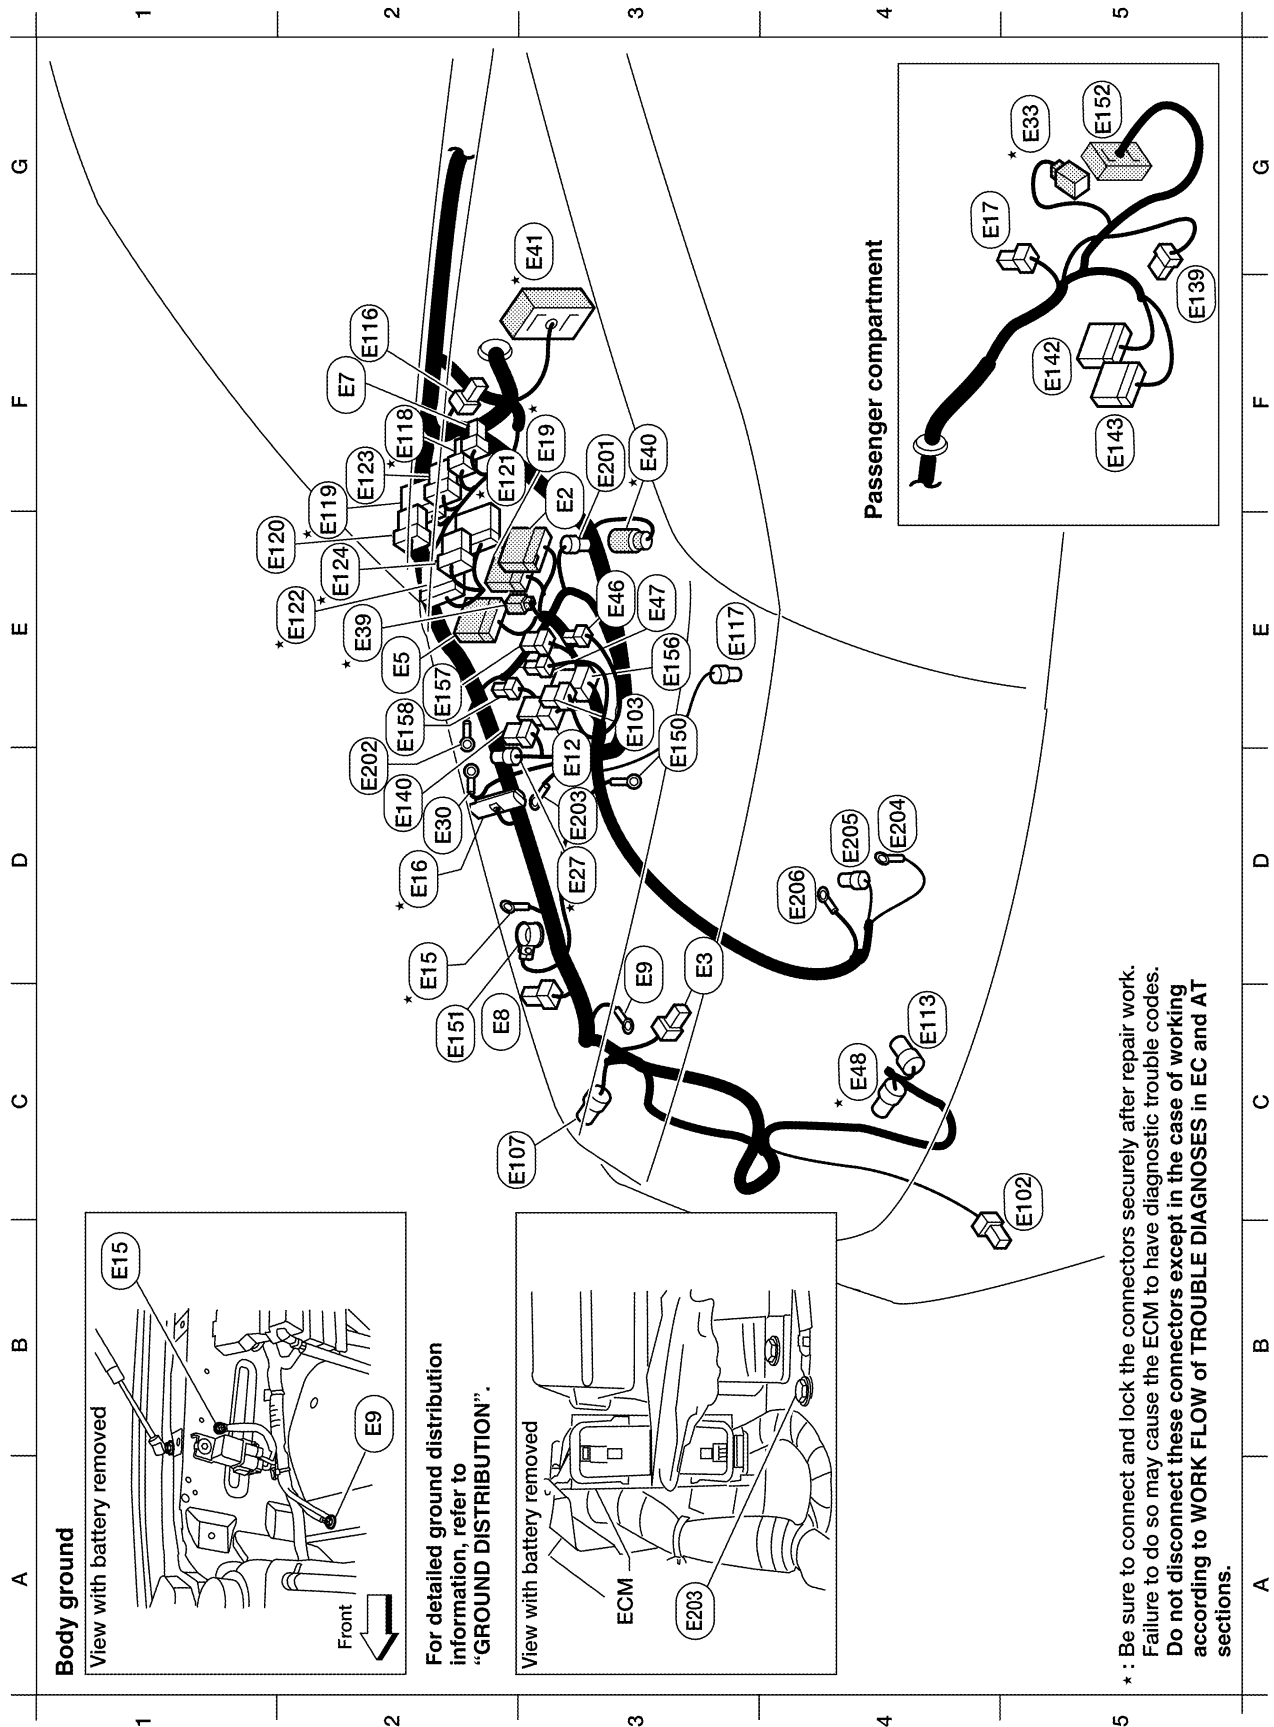 1
2
3
4
5
G
F
E
D
C
B
A
Body ground
View with battery removed
E15
E9
Front
For detailed ground distribution
information, refer to
“GROUND DISTRIBUTION”.
View with battery removed
ECM
E203
E120
★ E119
E123
★ E118
E7
E116
★ E41
★ E122
★ E124
★ E121
★ E19
E2
E201
★ E40
★ E39
E5
E157
E158
E46
E47
E156
E117
E103
E150
E202
E140
E30
★ E16
E12
E203
★ E27
★ E15
E151
E8
E9
E3
E107
E206
E205
E204
★ E48
E113
E102
Passenger compartment
E17
★ E33
E152
E139
E142
E143
★ : Be sure to connect and lock the connectors securely after repair work.
Failure to do so may cause the ECM to have diagnostic trouble codes.
Do not disconnect these connectors except in the case of working
according to WORK FLOW of TROUBLE DIAGNOSES in EC and AT
sections.
1
2
3
4
5
G
F
E
D
C
B
A